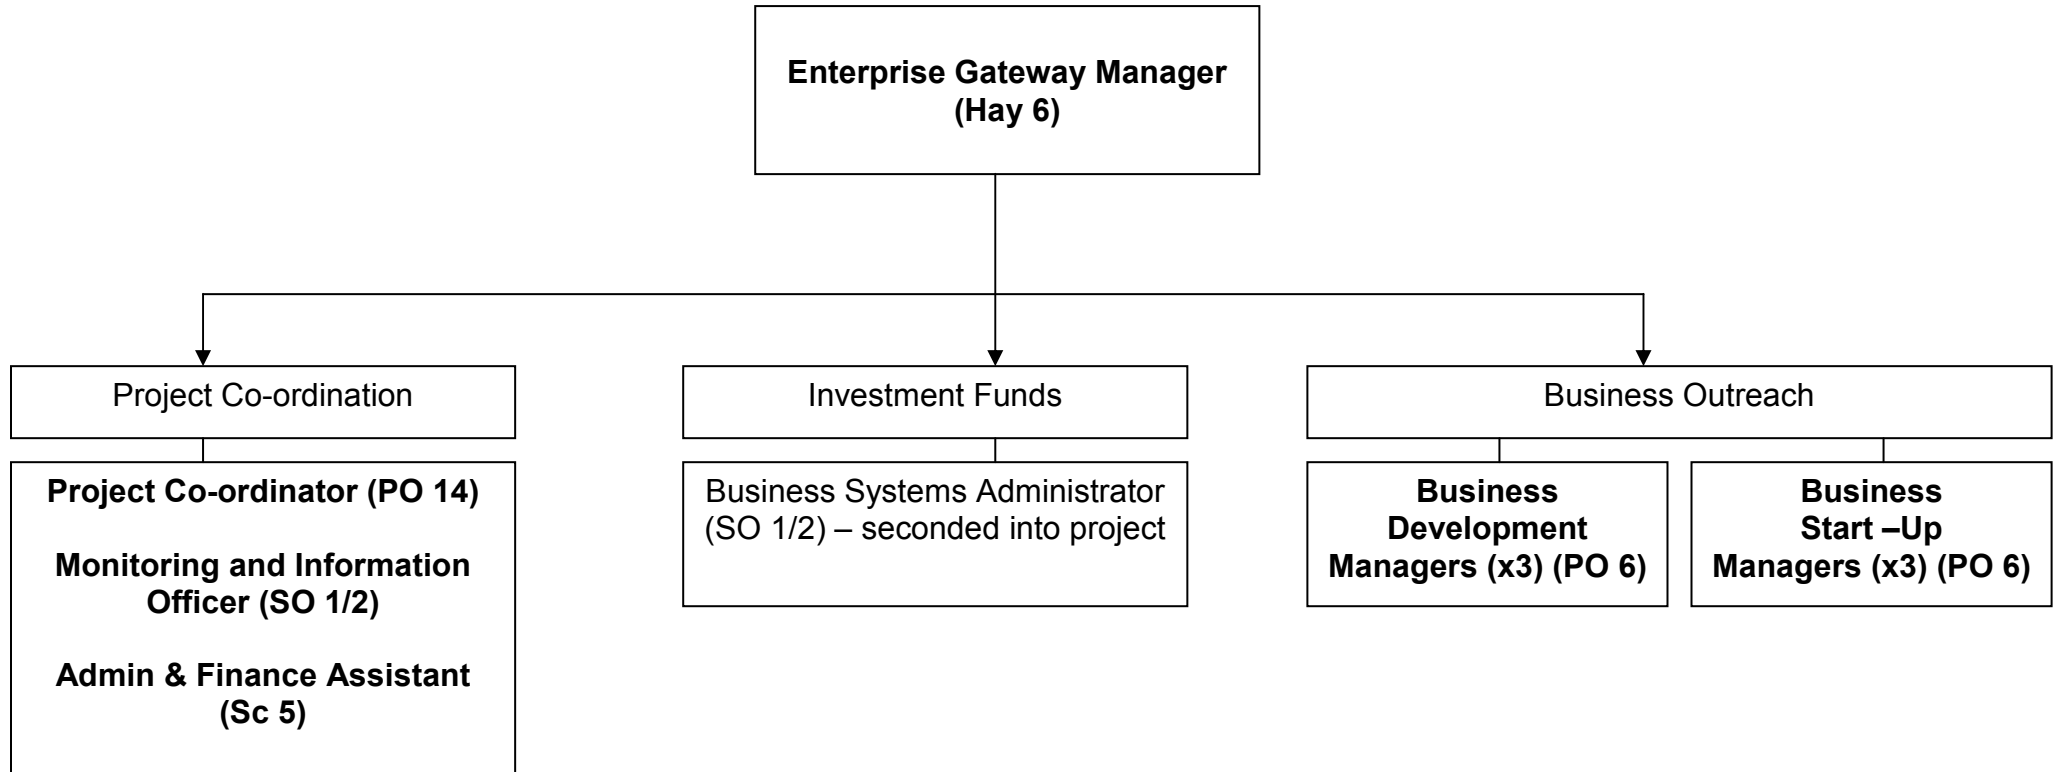 Enterprise Gateway Manager
(Hay 6)
Project Co-ordination
Investment Funds
Business Outreach
Project Co-ordinator (PO 14)
Monitoring and Information
Officer (SO 1/2)
Admin & Finance Assistant
(Sc 5)
Business Systems Administrator
(SO 1/2) – seconded into project
Business
Development
Managers (x3) (PO 6)
Business
Start –Up
Managers (x3) (PO 6)